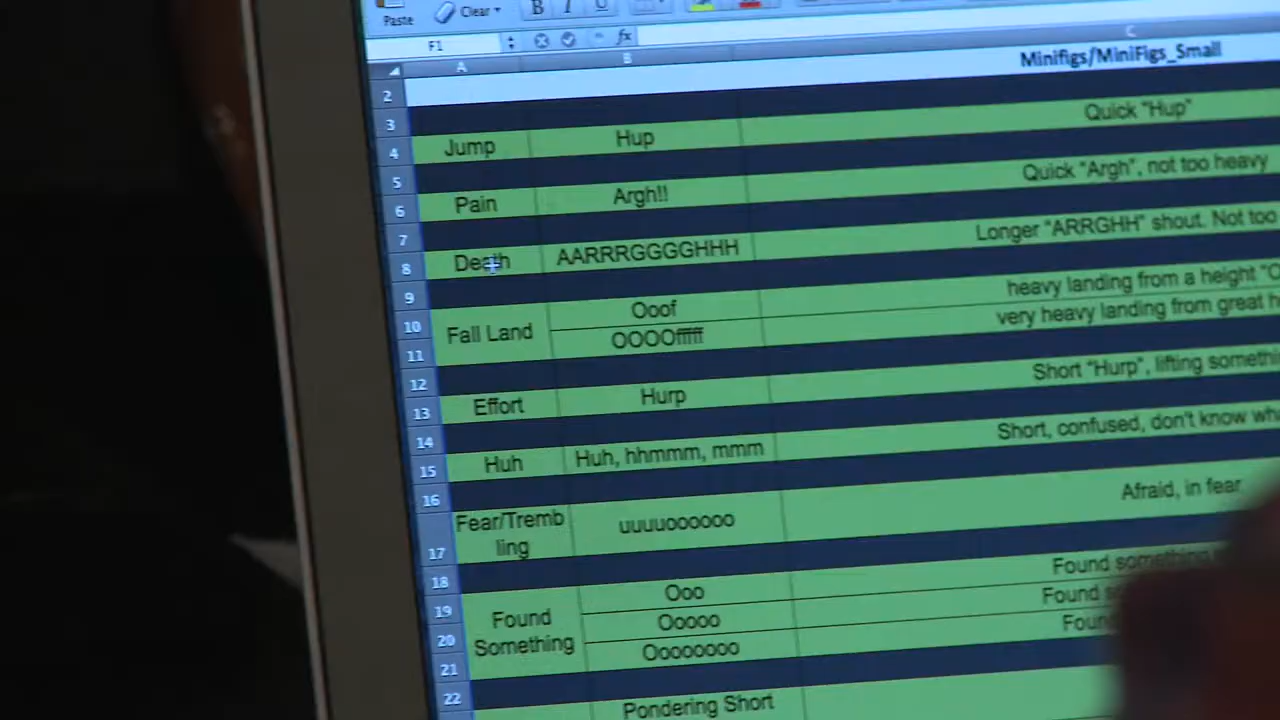 Paste Clear B I U
F1 fx
A B C
Minifigs/MiniFigs_Small
2
3 Quick "Hup"
4 Jump Hup
5 Quick "Argh", not too heavy
6 Pain Argh!!
7 Longer "ARRGHH" shout. Not too
8 Death AARRRGGGGHHH
9 heavy landing from a height
10 Fall Land Ooof very heavy landing from great
11 OOOOfffff
12 Short "Hurp", lifting
13 Effort Hurp
14 Short, confused, don't know
15 Huh Huh, hhmmm, mmm
16 Afraid, in fear
17 Fear/Tremb
ling uuuuoooooo
18 Found something
19 Found Something Ooo Found
20 Ooooo
21 Oooooooo
22 Pondering Short